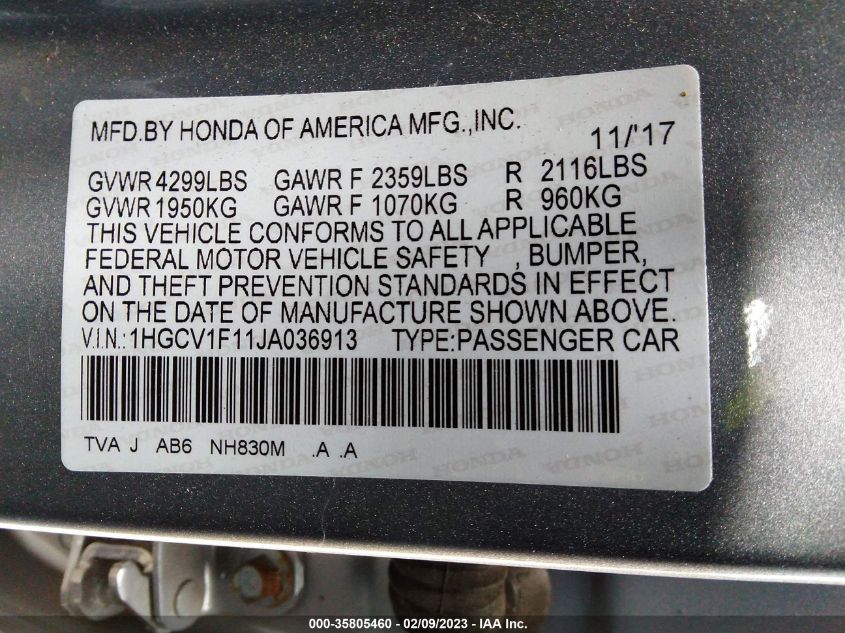 MFD.BY HONDA OF AMERICA MFG.,INC. 11/'17
GVWR 4299LBS GAWR F 2359LBS R 2116LBS
GVWR 1950KG GAWR F 1070KG R 960KG
THIS VEHICLE CONFORMS TO ALL APPLICABLE
FEDERAL MOTOR VEHICLE SAFETY , BUMPER,
AND THEFT PREVENTION STANDARDS IN EFFECT
ON THE DATE OF MANUFACTURE SHOWN ABOVE.
V.I.N.:1HGCV1F11JA036913 TYPE:PASSENGER CAR
TVA J AB6 NH830M .A .A
000-35805460 - 02/09/2023 - IAA Inc.